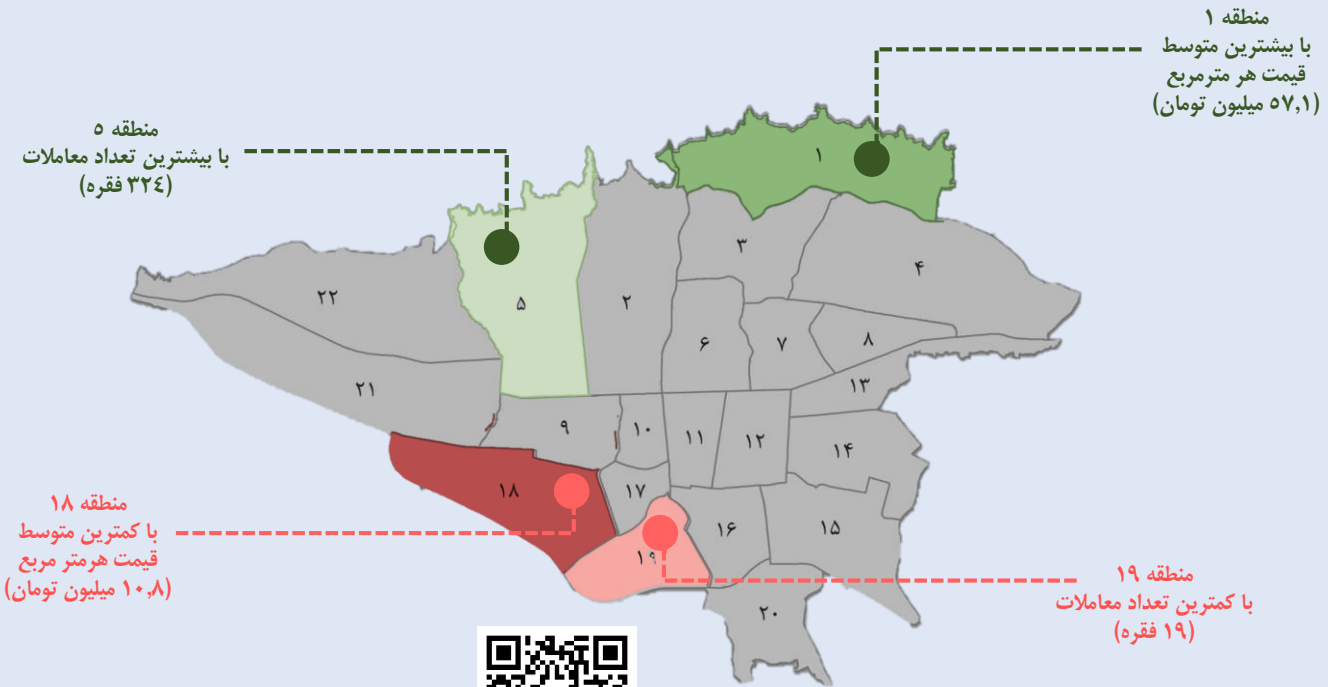 منطقه ۱
با بیشترین متوسط
قیمت هر مترمربع
(۵۷,۱ میلیون تومان)
منطقه ۵
با بیشترین تعداد معاملات
(۳۲٤ فقره)
۱
۳
۴
۲۲
۵
۲
۶
۷
۸
۲۱
۱۳
۹
۱۰
۱۱
۱۲
۱۴
۱۸
۱۷
۱۶
۱۵
۱۹
۲۰
منطقه ۱۸
با کمترین متوسط
قیمت هرمتر مربع
(۱۰,۸ میلیون تومان)
منطقه ۱۹
با کمترین تعداد معاملات
(۱۹ فقره)